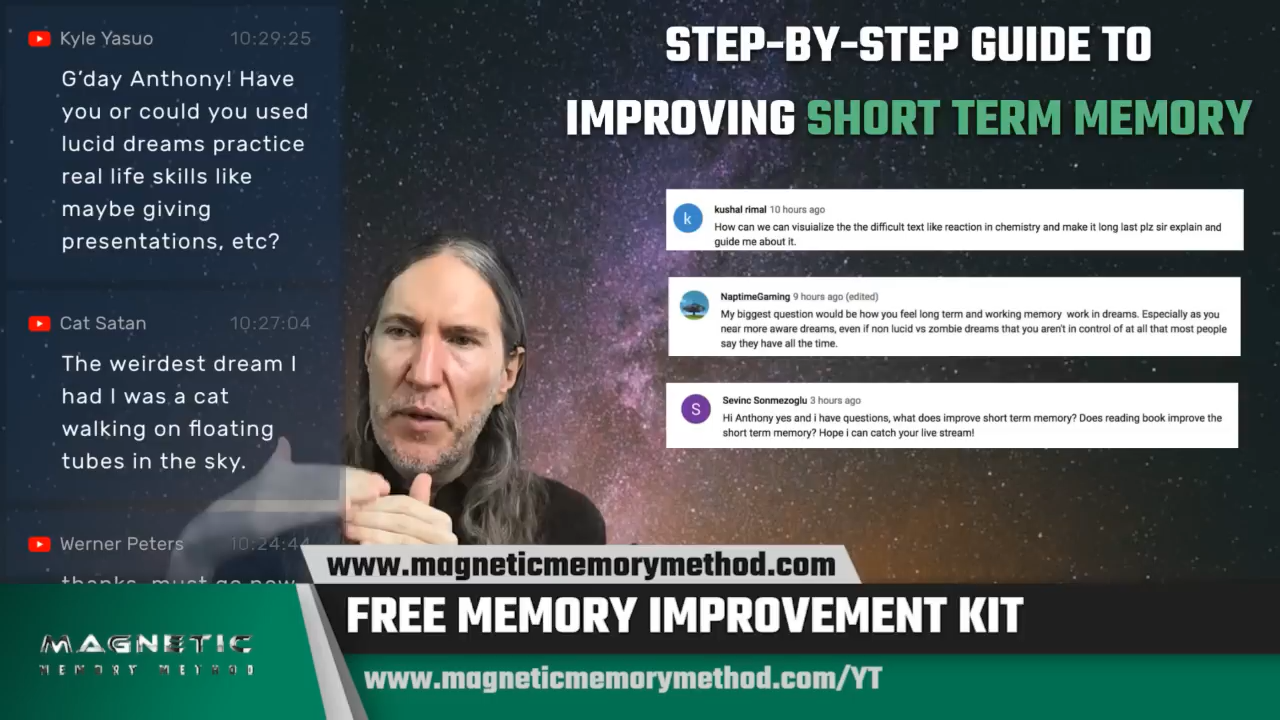 Kyle Yasuo 10:29:25
G'day Anthony! Have
you or could you used
lucid dreams practice
real life skills like
maybe giving
presentations, etc?
Cat Satan 10:27:04
The weirdest dream I
had I was a cat
walking on floating
tubes in the sky.
Werner Peters 10:24:44
thanks, must go now
STEP-BY-STEP GUIDE TO
IMPROVING SHORT TERM MEMORY
k
kushal rimal 10 hours ago
How can we can visuialize the the difficult text like reaction in chemistry and make it long last plz sir explain and
guide me about it.
NaptimeGaming 9 hours ago (edited)
My biggest question would be how you feel long term and working memory work in dreams. Especially as you
near more aware dreams, even if non lucid vs zombie dreams that you aren't in control of at all that most people
say they have all the time.
S
Sevinc Sonmezoglu 3 hours ago
Hi Anthony yes and i have questions, what does improve short term memory? Does reading book improve the
short term memory? Hope i can catch your live stream!
www.magneticmemorymethod.com
FREE MEMORY IMPROVEMENT KIT
www.magneticmemorymethod.com/YT
MAGNETIC
MEMORY METHOD